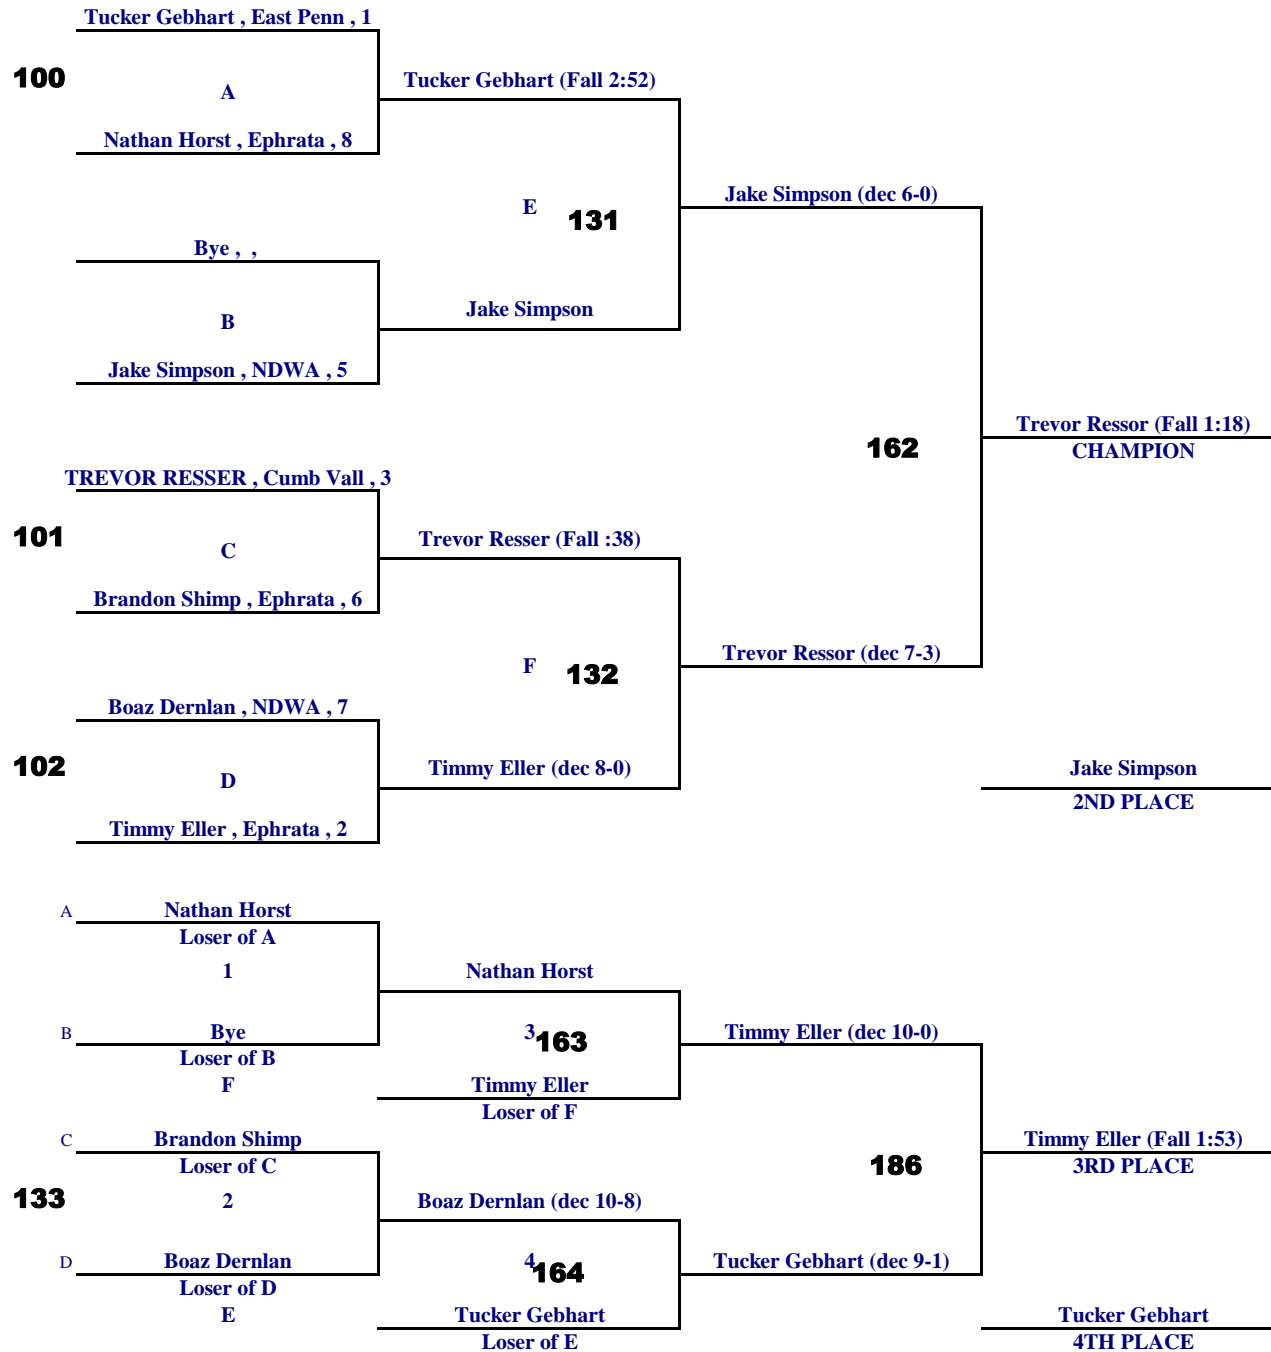 Tucker Gebhart , East Penn , 1
100
A
Tucker Gebhart (Fall 2:52)
Nathan Horst , Ephrata , 8
E
131
Jake Simpson (dec 6-0)
Bye , ,
B
Jake Simpson
Jake Simpson , NDWA , 5
162
Trevor Ressor (Fall 1:18)
CHAMPION
TREVOR RESSER , Cumb Vall , 3
101
C
Trevor Resser (Fall :38)
Brandon Shimp , Ephrata , 6
F
132
Trevor Ressor (dec 7-3)
Boaz Dernlan , NDWA , 7
102
D
Timmy Eller (dec 8-0)
Jake Simpson
2ND PLACE
Timmy Eller , Ephrata , 2
A
Nathan Horst
Loser of A
1
Nathan Horst
B
Bye
Loser of B
F
3
163
Timmy Eller (dec 10-0)
Timmy Eller
Loser of F
C
Brandon Shimp
Loser of C
133
2
Boaz Dernlan (dec 10-8)
186
Timmy Eller (Fall 1:53)
3RD PLACE
D
Boaz Dernlan
Loser of D
E
4
164
Tucker Gebhart (dec 9-1)
Tucker Gebhart
Loser of E
Tucker Gebhart
4TH PLACE